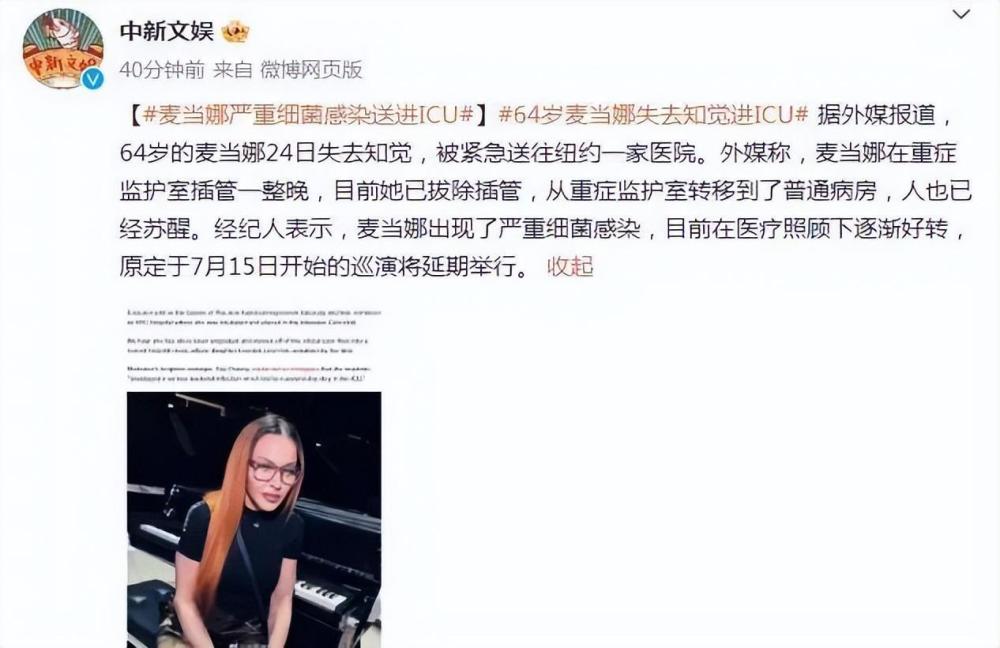 中新文娱
40分钟前 来自 微博网页版
【#麦当娜严重细菌感染送进ICU#】#64岁麦当娜失去知觉进ICU# 据外媒报道，
64岁的麦当娜24日失去知觉，被紧急送往纽约一家医院。外媒称，麦当娜在重症
监护室插管一整晚，目前她已拔除插管，从重症监护室转移到了普通病房，人也已
经苏醒。经纪人表示，麦当娜出现了严重细菌感染，目前在医疗照顾下逐渐好转，
原定于7月15日开始的巡演将延期举行。 收起